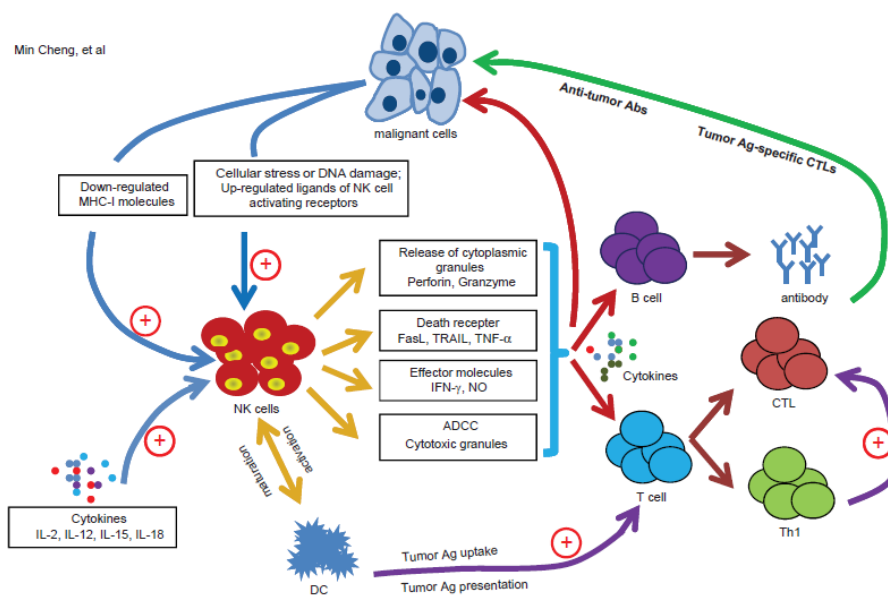 Min Cheng, et al
malignant cells
Anti-tumor Abs
Tumor Ag-specific CTLs
Down-regulated
MHC-I molecules
Cellular stress or DNA damage;
Up-regulated ligands of NK cell
activating receptors
+
+
+
NK cells
Cytokines
IL-2, IL-12, IL-15, IL-18
Release of cytoplasmic
granules
Perforin, Granzyme
Death recepter
FasL, TRAIL, TNF-α
Effector molecules
IFN-γ, NO
ADCC
Cytotoxic granules
maturation
activation
DC
Tumor Ag uptake
Tumor Ag presentation
+
B cell
antibody
Cytokines
T cell
CTL
Th1
+